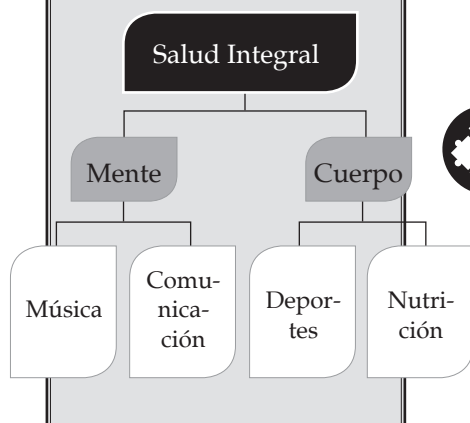 Salud Integral
Mente
Cuerpo
Música
Comu-
nica-
ción
Depor-
tes
Nutri-
ción